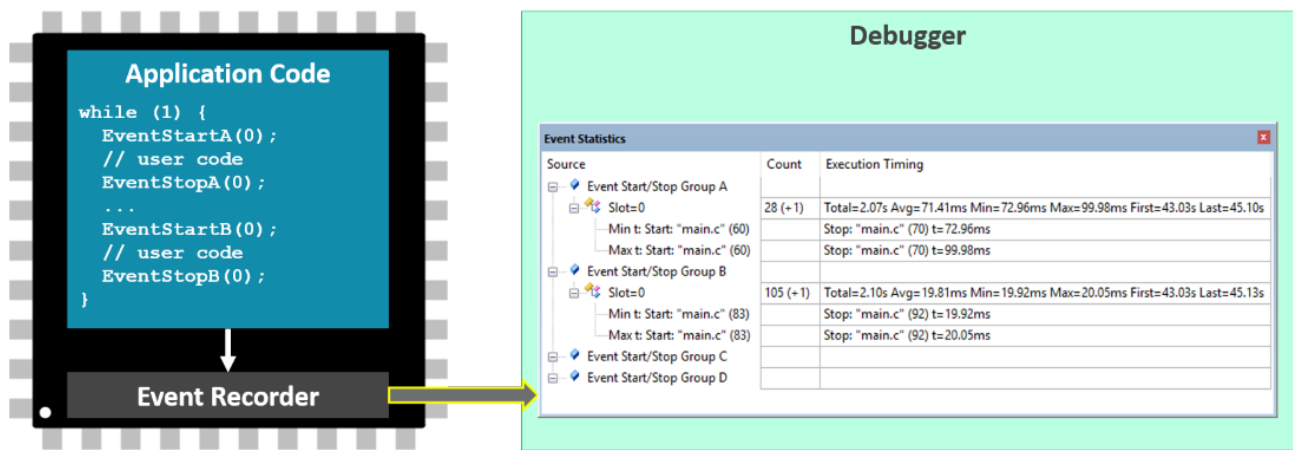 Application Code
while (1) {
EventStartA(0);
// user code
EventStopA(0);
...
EventStartB(0);
// user code
EventStopB(0);
}
Event Recorder
Debugger
Event Statistics
Source Count Execution Timing
Event Start/Stop Group A
Slot=0 28 (+1) Total=2.07s Avg=71.41ms Min=72.96ms Max=99.98ms First=43.03s Last=45.10s
Min t: Start: "main.c" (60) Stop: "main.c" (70) t=72.96ms
Max t: Start: "main.c" (60) Stop: "main.c" (70) t=99.98ms
Event Start/Stop Group B
Slot=0 105 (+1) Total=2.10s Avg=19.81ms Min=19.92ms Max=20.05ms First=43.03s Last=45.13s
Min t: Start: "main.c" (83) Stop: "main.c" (92) t=19.92ms
Max t: Start: "main.c" (83) Stop: "main.c" (92) t=20.05ms
Event Start/Stop Group C
Event Start/Stop Group D